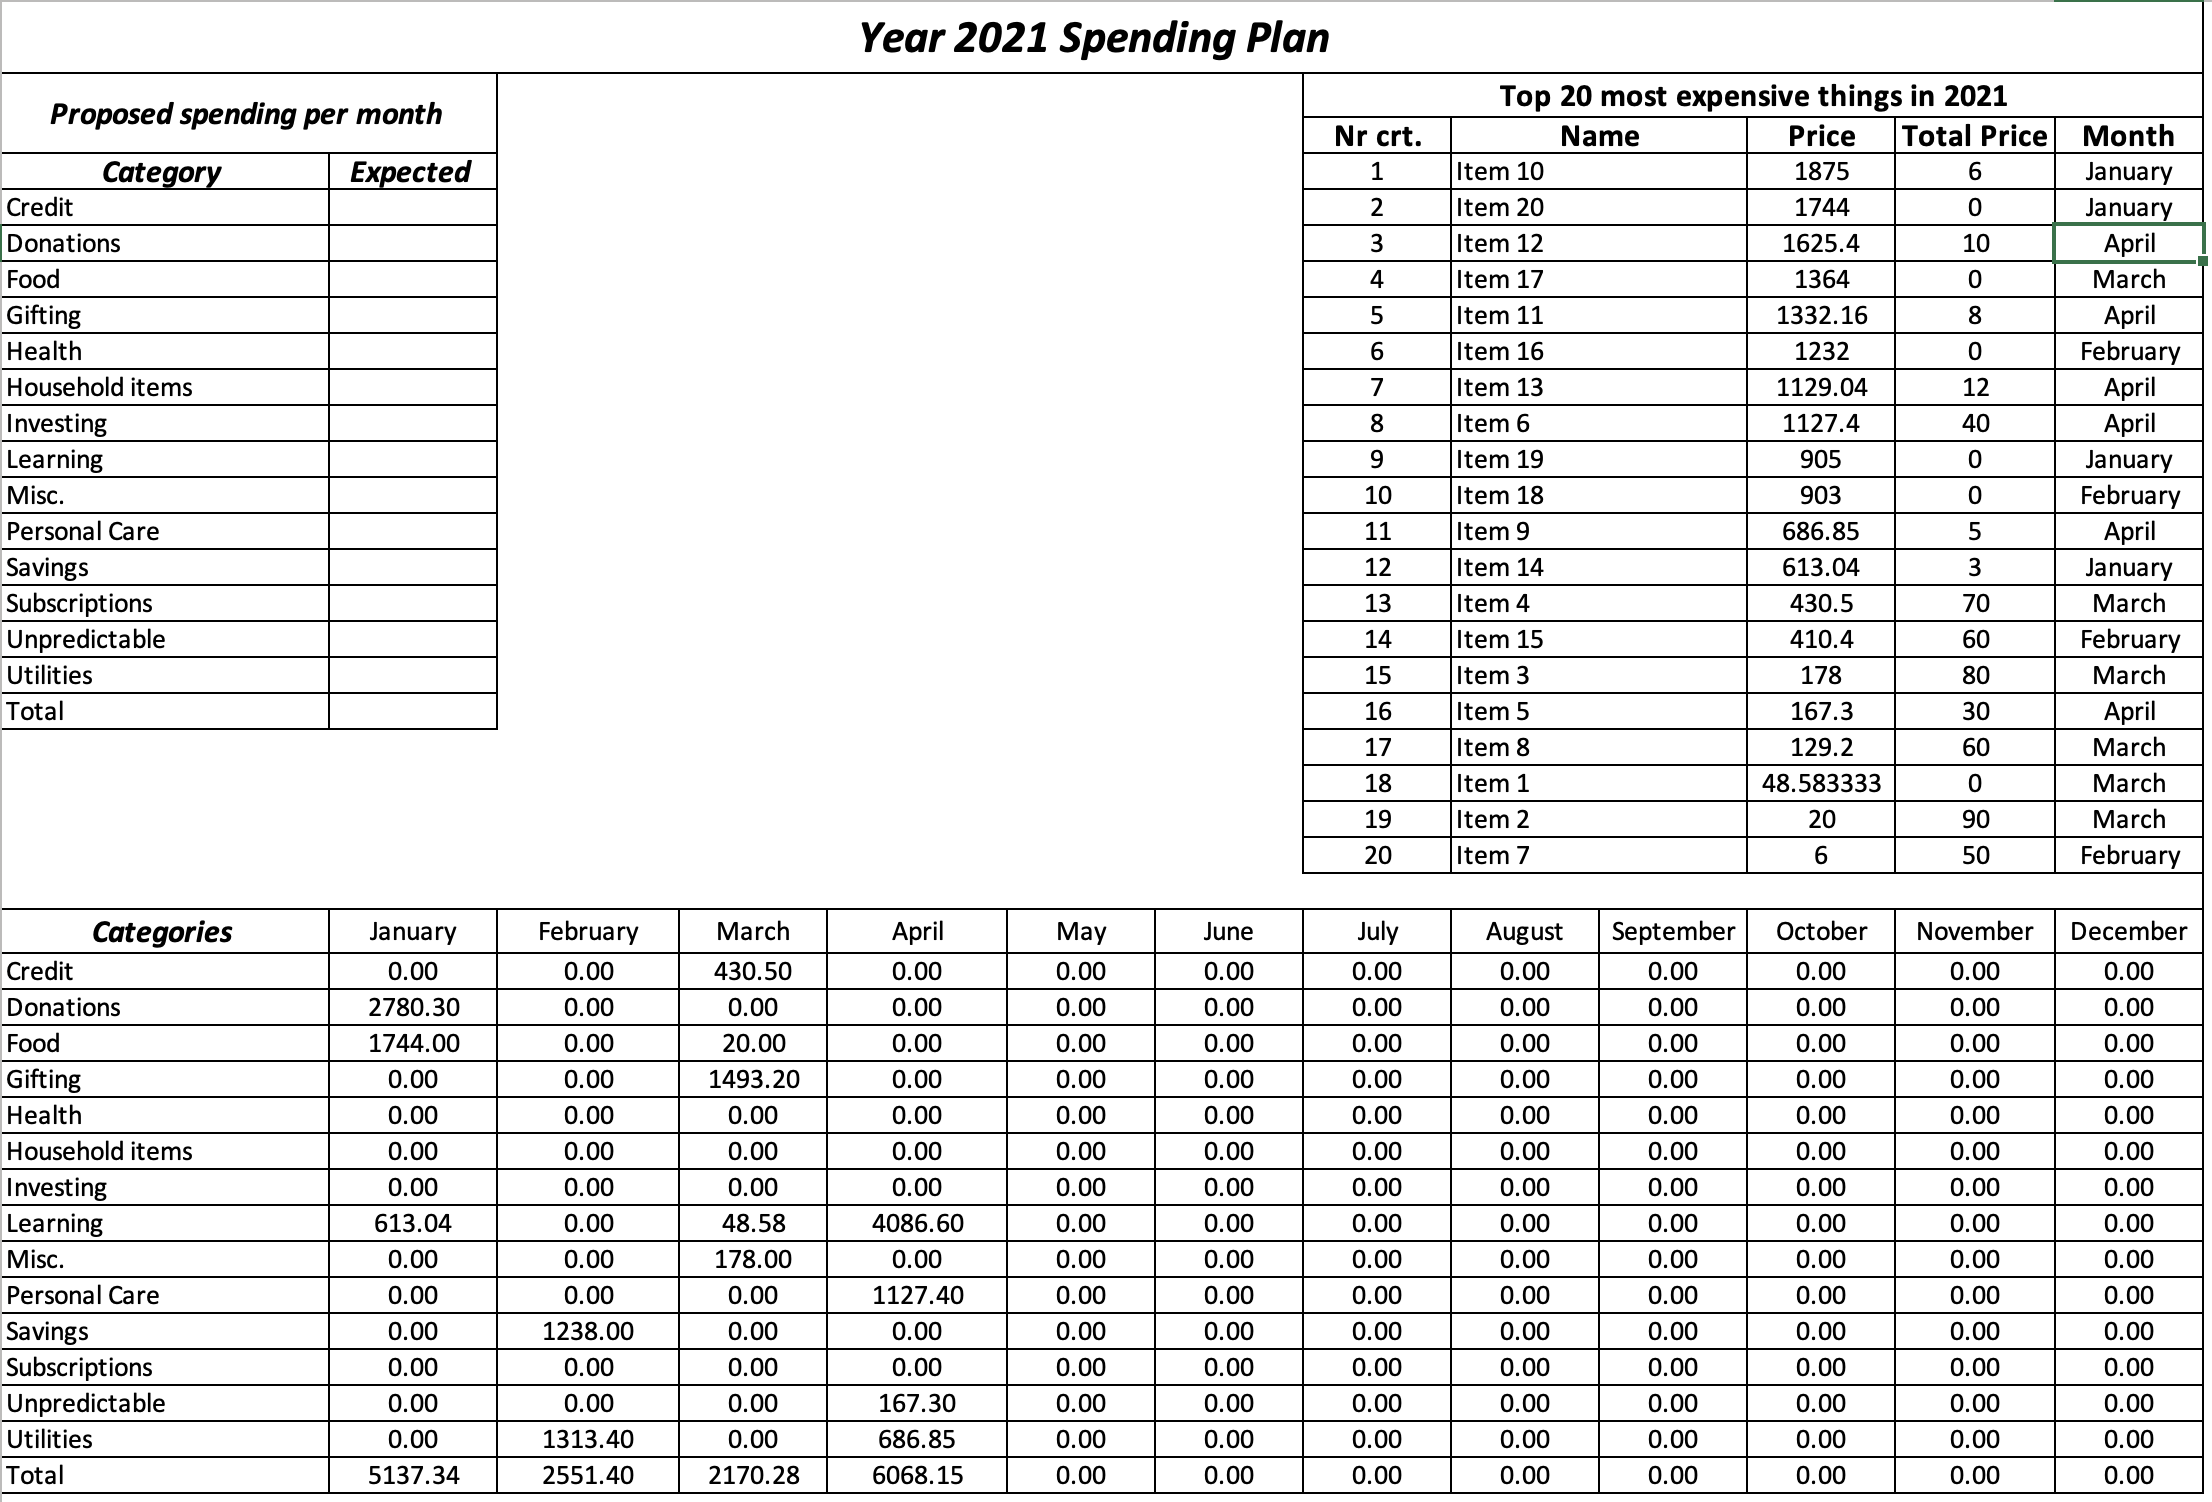 Year 2021 Spending Plan
Proposed spending per month
Category Expected
Credit
Donations
Food
Gifting
Health
Household items
Investing
Learning
Misc.
Personal Care
Savings
Subscriptions
Unpredictable
Utilities
Total
Top 20 most expensive things in 2021
Nr crt. Name Price Total Price Month
1 Item 10 1875 6 January
2 Item 20 1744 0 January
3 Item 12 1625.4 10 April
4 Item 17 1364 0 March
5 Item 11 1332.16 8 April
6 Item 16 1232 0 February
7 Item 13 1129.04 12 April
8 Item 6 1127.4 40 April
9 Item 19 905 0 January
10 Item 18 903 0 February
11 Item 9 686.85 5 April
12 Item 14 613.04 3 January
13 Item 4 430.5 70 March
14 Item 15 410.4 60 February
15 Item 3 178 80 March
16 Item 5 167.3 30 April
17 Item 8 129.2 60 March
18 Item 1 48.583333 0 March
19 Item 2 20 90 March
20 Item 7 6 50 February
Categories January February March April May June July August September October November December
Credit 0.00 0.00 430.50 0.00 0.00 0.00 0.00 0.00 0.00 0.00 0.00 0.00
Donations 2780.30 0.00 0.00 0.00 0.00 0.00 0.00 0.00 0.00 0.00 0.00 0.00
Food 1744.00 0.00 20.00 0.00 0.00 0.00 0.00 0.00 0.00 0.00 0.00 0.00
Gifting 0.00 0.00 1493.20 0.00 0.00 0.00 0.00 0.00 0.00 0.00 0.00 0.00
Health 0.00 0.00 0.00 0.00 0.00 0.00 0.00 0.00 0.00 0.00 0.00 0.00
Household items 0.00 0.00 0.00 0.00 0.00 0.00 0.00 0.00 0.00 0.00 0.00 0.00
Investing 0.00 0.00 0.00 0.00 0.00 0.00 0.00 0.00 0.00 0.00 0.00 0.00
Learning 613.04 0.00 48.58 4086.60 0.00 0.00 0.00 0.00 0.00 0.00 0.00 0.00
Misc. 0.00 0.00 178.00 0.00 0.00 0.00 0.00 0.00 0.00 0.00 0.00 0.00
Personal Care 0.00 0.00 0.00 1127.40 0.00 0.00 0.00 0.00 0.00 0.00 0.00 0.00
Savings 0.00 1238.00 0.00 0.00 0.00 0.00 0.00 0.00 0.00 0.00 0.00 0.00
Subscriptions 0.00 0.00 0.00 0.00 0.00 0.00 0.00 0.00 0.00 0.00 0.00 0.00
Unpredictable 0.00 0.00 0.00 167.30 0.00 0.00 0.00 0.00 0.00 0.00 0.00 0.00
Utilities 0.00 1313.40 0.00 686.85 0.00 0.00 0.00 0.00 0.00 0.00 0.00 0.00
Total 5137.34 2551.40 2170.28 6068.15 0.00 0.00 0.00 0.00 0.00 0.00 0.00 0.00